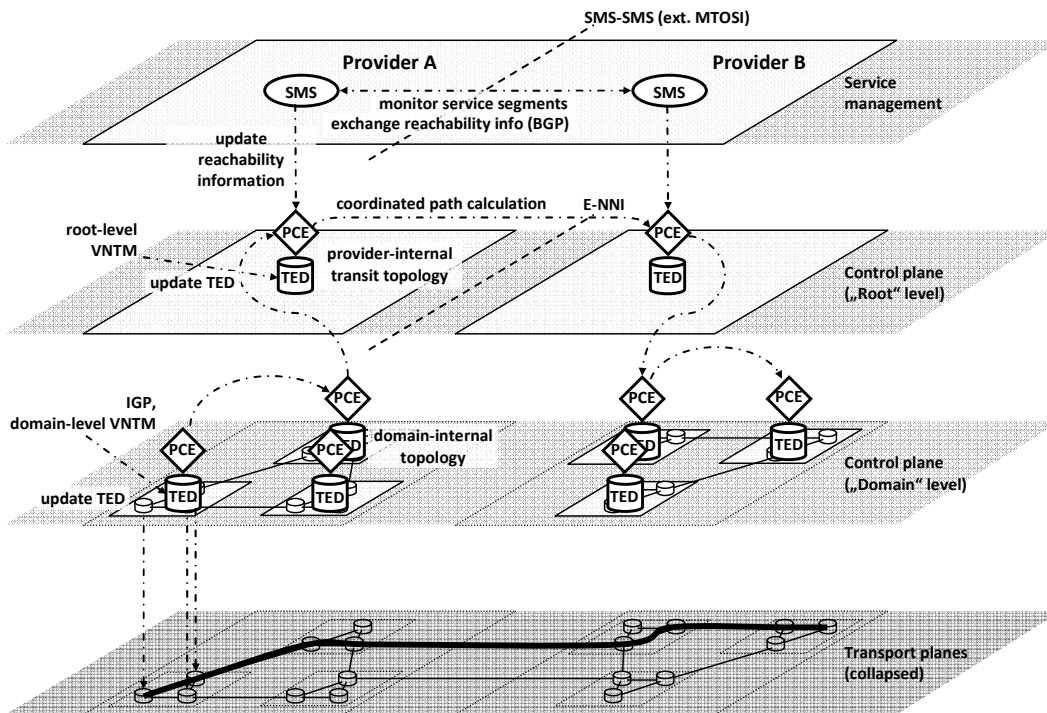 SMS-SMS (ext. MTOSI)
Provider A
Provider B
SMS
SMS
monitor service segments
exchange reachability info (BGP)
Service
management
update
reachability
information
coordinated path calculation
E-NNI
PCE
PCE
root-level
VNTM
TED
provider-internal
transit topology
TED
update TED
Control plane
(„Root“ level)
PCE
PCE
PCE
IGP,
domain-level VNTM
PCE
TED
PCE
domain-internal
topology
TED
PCE
TED
Control plane
(„Domain“ level)
update TED
TED
TED
TED
Transport planes
(collapsed)